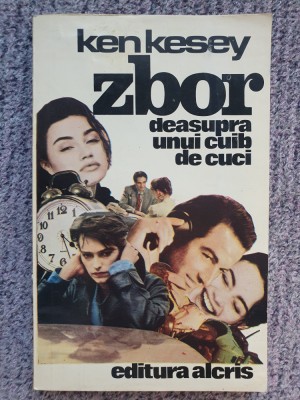 ken kesey
zbor
deasupra
unui cuib
de cuci
editura alcris